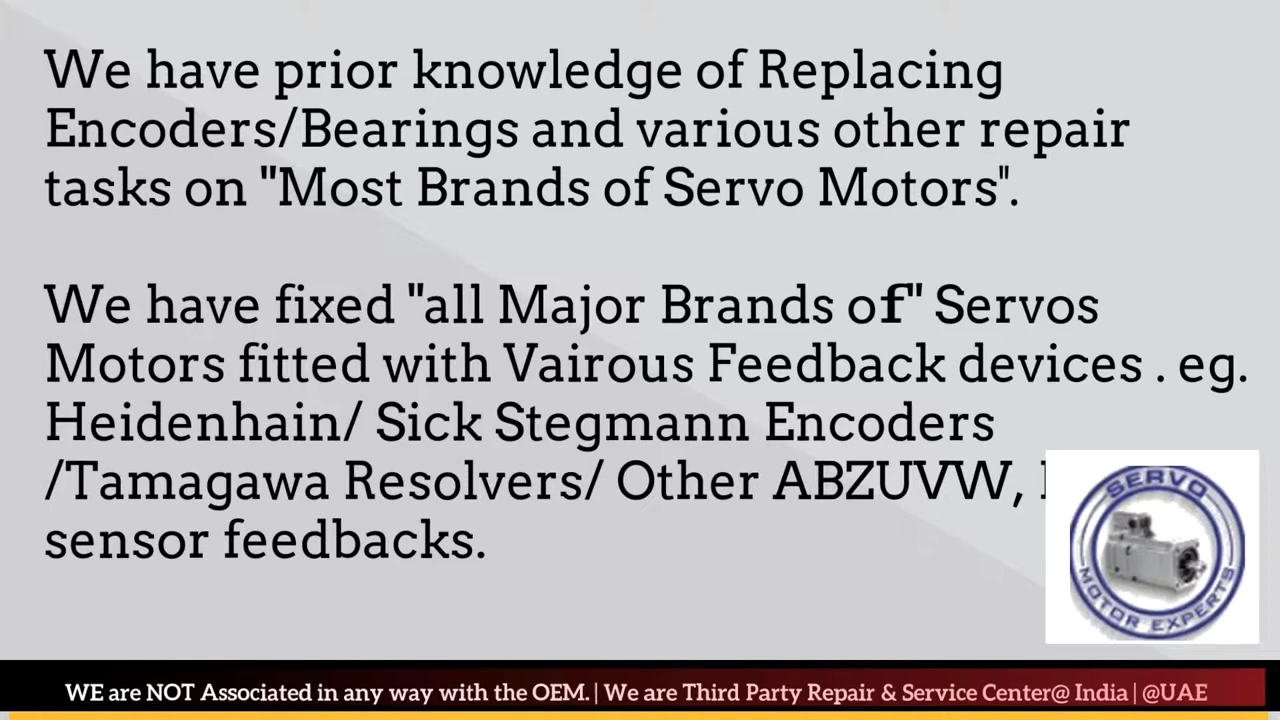 We have prior knowledge of Replacing
Encoders/Bearings and various other repair
tasks on "Most Brands of Servo Motors".
We have fixed "all Major Brands of" Servos
Motors fitted with Vairous Feedback devices . eg.
Heidenhain/ Sick Stegmann Encoders
/Tamagawa Resolvers/ Other ABZUVW,
sensor feedbacks.
SERVO
MOTOR EXPERTS
WE are NOT Associated in any way with the OEM. | We are Third Party Repair & Service Center@ India | @UAE